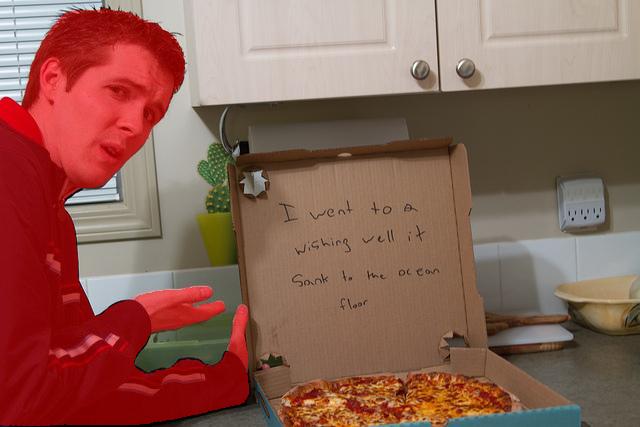 I went to a
wishing well it
Sank to the ocean
floor